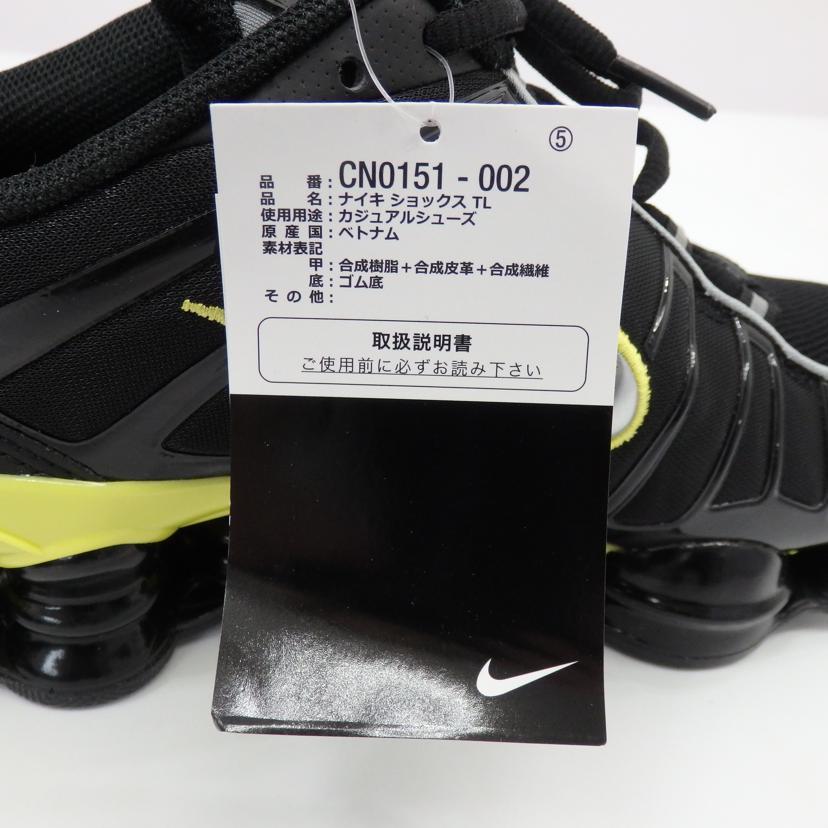 ⑤
品 番：CN0151 - 002
品 名：ナイキ ショックス TL
使用用途：カジュアルシューズ
原 産 国：ベトナム
素材表記
甲：合成樹脂＋合成皮革＋合成繊維
底：ゴム底
そ の 他：
取扱説明書
ご使用前に必ずお読み下さい